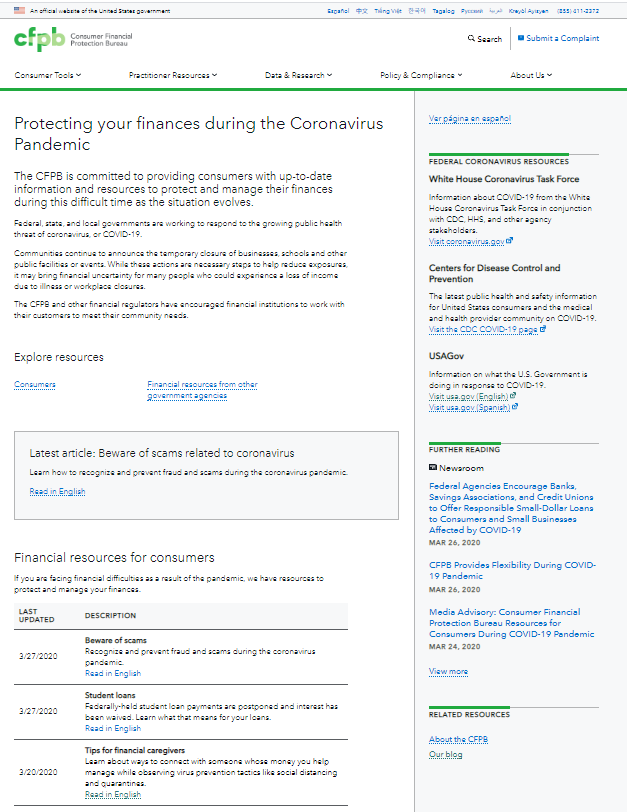 An official website of the United States government
Español 中文 Tiếng Việt 한국어 Tagalog Русский العربية Kreyòl Ayisyen (855) 411-2372
cfpb Consumer Financial
Protection Bureau
Search Submit a Complaint
Consumer Tools Practitioner Resources Data & Research Policy & Compliance About Us
Protecting your finances during the Coronavirus
Pandemic
The CFPB is committed to providing consumers with up-to-date
information and resources to protect and manage their finances
during this difficult time as the situation evolves.
Federal, state, and local governments are working to respond to the growing public health
threat of coronavirus, or COVID-19.
Communities continue to announce the temporary closure of businesses, schools and other
public facilities or events. While these actions are necessary steps to help reduce exposures,
it may bring financial uncertainty for many people who could experience a loss of income
due to illness or workplace closures.
The CFPB and other financial regulators have encouraged financial institutions to work with
their customers to meet their community needs.
Explore resources
Consumers
Financial resources from other
government agencies
Latest article: Beware of scams related to coronavirus
Learn how to recognize and prevent fraud and scams during the coronavirus pandemic.
Read in English
Financial resources for consumers
If you are facing financial difficulties as a result of the pandemic, we have resources to
protect and manage your finances.
LAST
UPDATED
DESCRIPTION
3/27/2020
Beware of scams
Recognize and prevent fraud and scams during the coronavirus
pandemic.
Read in English
3/27/2020
Student loans
Federally-held student loan payments are postponed and interest has
been waived. Learn what that means for your loans.
Read in English
3/20/2020
Tips for financial caregivers
Learn about ways to connect with someone whose money you help
manage while observing virus prevention tactics like social distancing
and quarantines.
Read in English
Ver página en español
FEDERAL CORONAVIRUS RESOURCES
White House Coronavirus Task Force
Information about COVID-19 from the White
House Coronavirus Task Force in conjunction
with CDC, HHS, and other agency
stakeholders.
Visit coronavirus.gov
Centers for Disease Control and
Prevention
The latest public health and safety information
for United States consumers and the medical
and health provider community on COVID-19.
Visit the CDC COVID-19 page
USAGov
Information on what the U.S. Government is
doing in response to COVID-19.
Visit usa.gov (English)
Visit usa.gov (Spanish)
FURTHER READING
Newsroom
Federal Agencies Encourage Banks,
Savings Associations, and Credit Unions
to Offer Responsible Small-Dollar Loans
to Consumers and Small Businesses
Affected by COVID-19
MAR 26, 2020
CFPB Provides Flexibility During COVID-
19 Pandemic
MAR 26, 2020
Media Advisory: Consumer Financial
Protection Bureau Resources for
Consumers During COVID-19 Pandemic
MAR 24, 2020
View more
RELATED RESOURCES
About the CFPB
Our blog